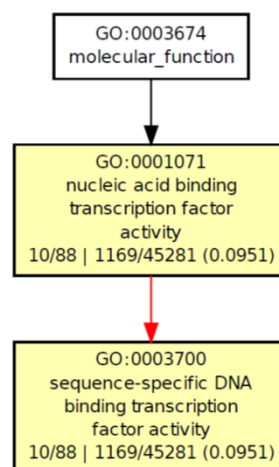 GO:0003674
molecular_function
GO:0001071
nucleic acid binding
transcription factor
activity
10/88 | 1169/45281 (0.0951)
GO:0003700
sequence-specific DNA
binding transcription
factor activity
10/88 | 1169/45281 (0.0951)